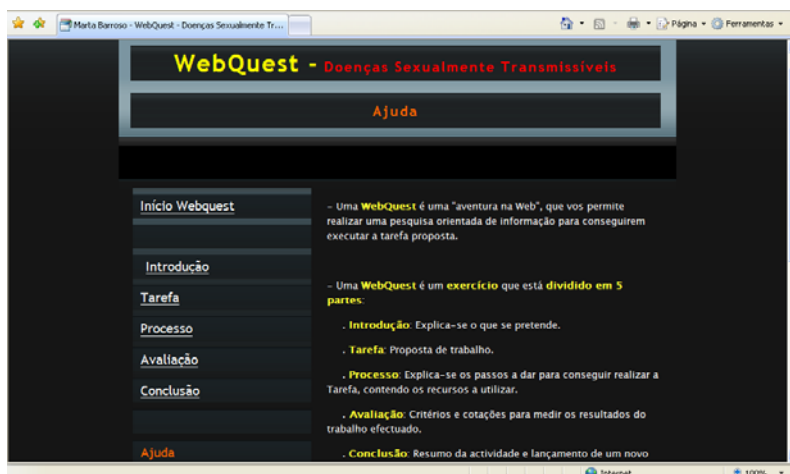 Marta Barroso - WebQuest - Doenças Sexualmente Tr...
Página
Ferramentas
WebQuest - Doenças Sexualmente Transmissíveis
Ajuda
Início Webquest
Introdução
Tarefa
Processo
Avaliação
Conclusão
Ajuda
- Uma WebQuest é uma "aventura na Web", que vos permite
realizar uma pesquisa orientada de informação para conseguirem
executar a tarefa proposta.
- Uma WebQuest é um exercício que está dividido em 5
partes:
. Introdução: Explica-se o que se pretende.
. Tarefa: Proposta de trabalho.
. Processo: Explica-se os passos a dar para conseguir realizar a
Tarefa, contendo os recursos a utilizar.
. Avaliação: Critérios e cotações para medir os resultados do
trabalho efectuado.
. Conclusão: Resumo da actividade e lançamento de um novo
Internet
100%